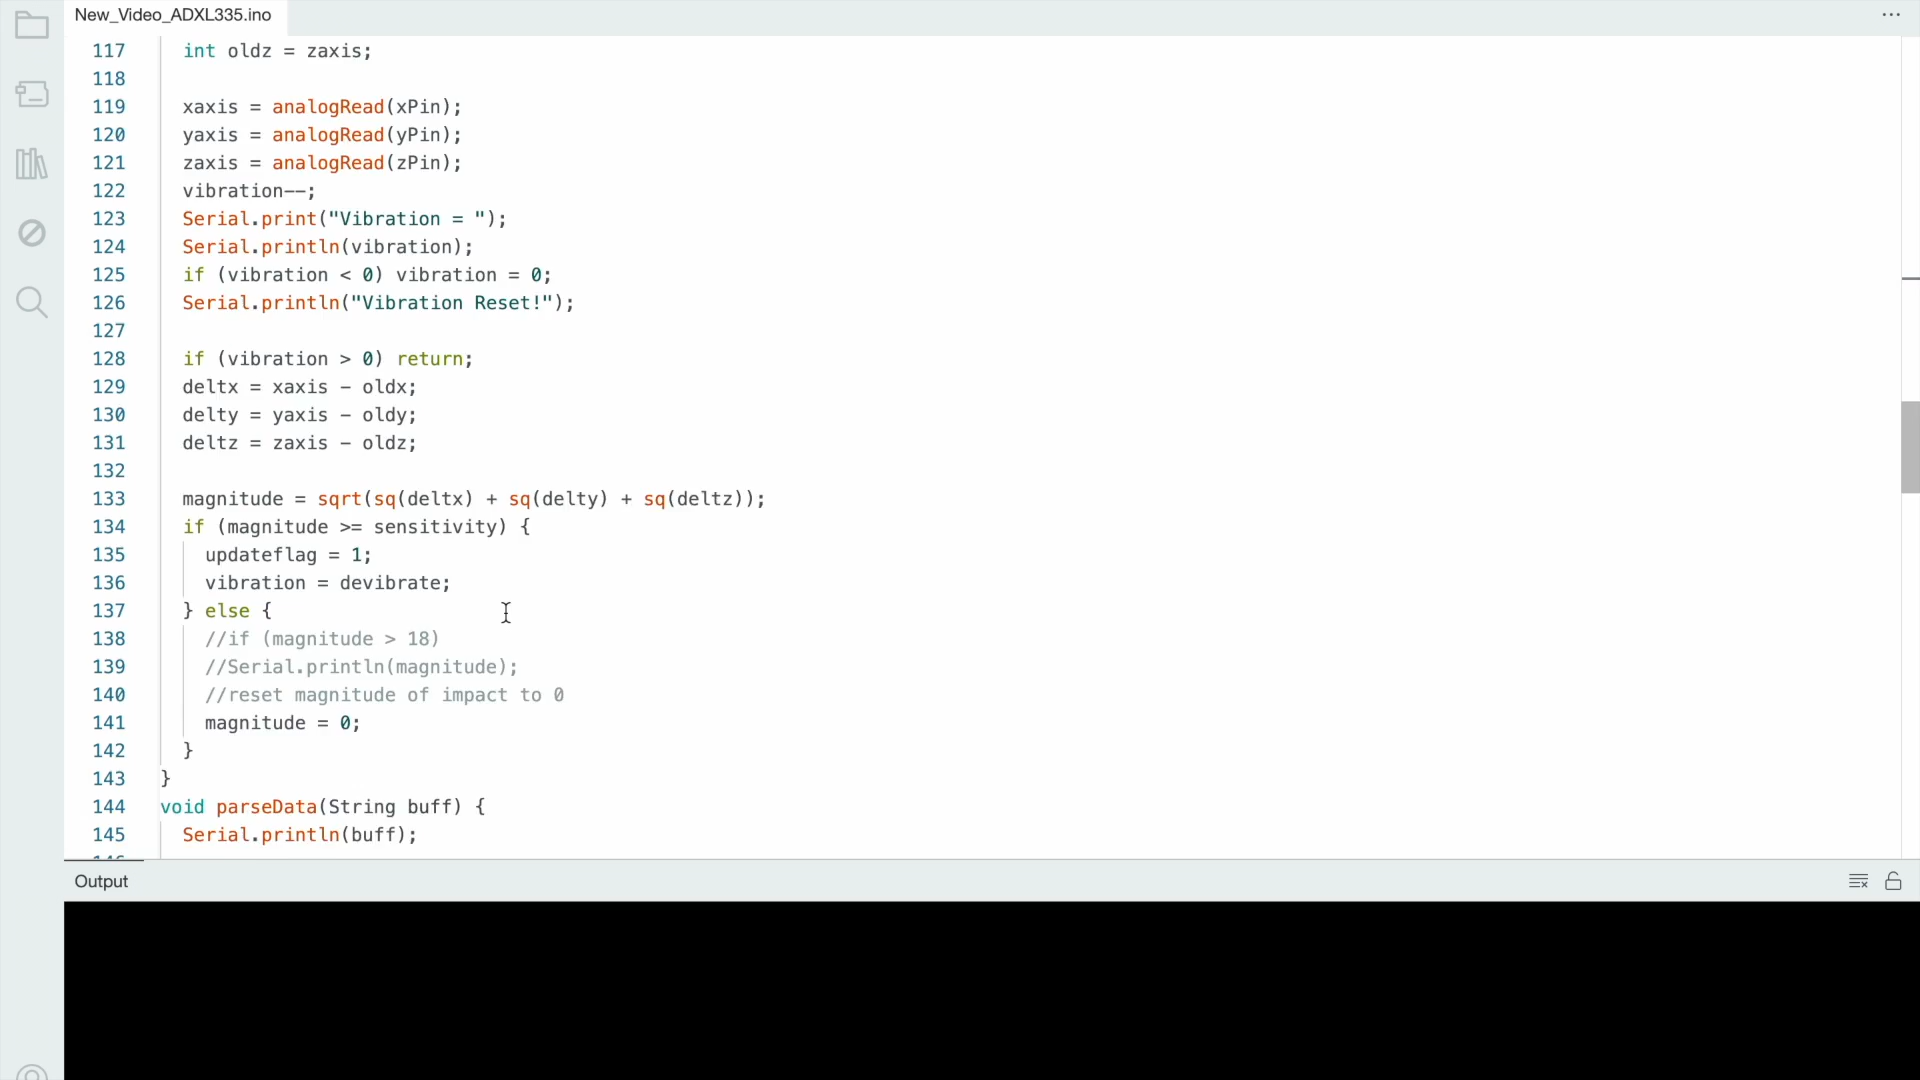 New_Video_ADXL335.ino
117 int oldz = zaxis;
118
119 xaxis = analogRead(xPin);
120 yaxis = analogRead(yPin);
121 zaxis = analogRead(zPin);
122 vibration--;
123 Serial.print("Vibration = ");
124 Serial.println(vibration);
125 if (vibration < 0) vibration = 0;
126 Serial.println("Vibration Reset!");
127
128 if (vibration > 0) return;
129 deltx = xaxis - oldx;
130 delty = yaxis - oldy;
131 deltz = zaxis - oldz;
132
133 magnitude = sqrt(sq(deltx) + sq(delty) + sq(deltz));
134 if (magnitude >= sensitivity) {
135 updateflag = 1;
136 vibration = devibrate;
137 } else {
138 //if (magnitude > 18)
139 //Serial.println(magnitude);
140 //reset magnitude of impact to 0
141 magnitude = 0;
142 }
143 }
144 void parseData(String buff) {
145 Serial.println(buff);
Output